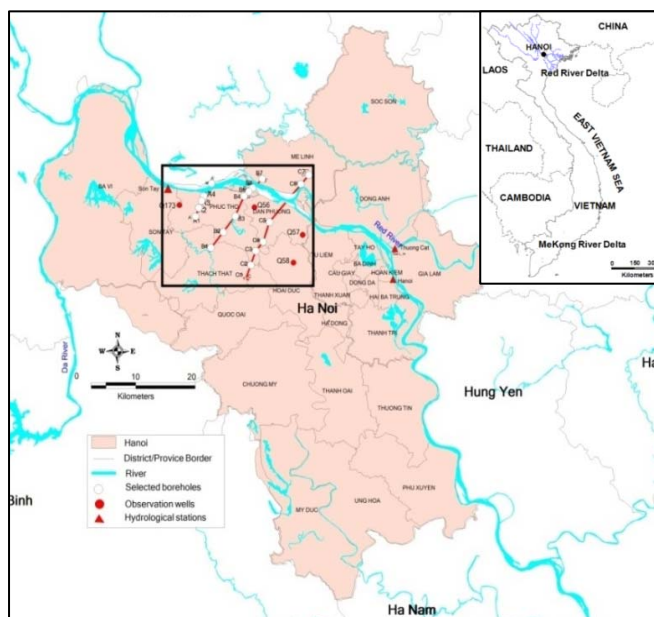 CHINA
HANOI
LAOS
Red River Delta
THAILAND
EAST VIETNAM SEA
CAMBODIA
VIETNAM
MeKong River Delta
0 150 30
Kilometers
SOC SON
ME LINH
BA VI
Son Tay
PHUC THO
DAN PHUONG
DONG ANH
Q173
Q56
Q57
Q58
SON TAY
Red River
TAY HO
Thuong Cat
BA DINH
THACH THAT
CAU GIAY
HOAN KIEM
GIA LAM
DONG DA
Hanoi
HOAI DUC
THANH XUAN
HAI BA TRUNG
QUOC OAI
Ha Noi
HA DONG
THANH TRI
Da River
N
W
E
S
0 10 20
Kilometers
CHUONG MY
THANH OAI
THUONG TIN
Hung Yen
Hanoi
District/Provice Border
River
Selected boreholes
Observation wells
Hydrological stations
PHU XUYEN
UNG HOA
MY DUC
Ha Nam